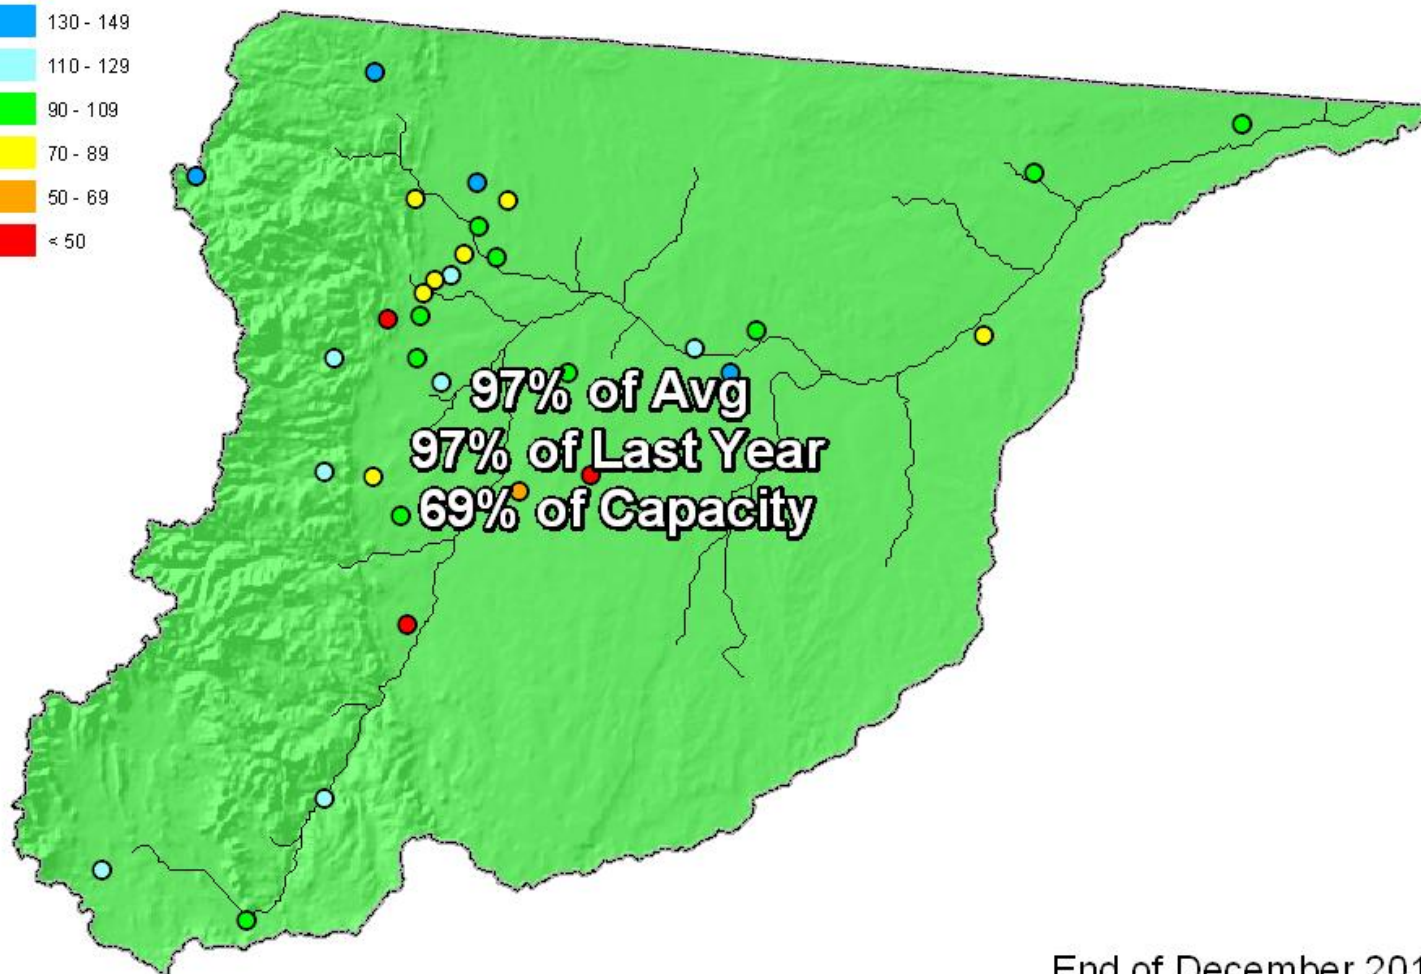 130 - 149
110 - 129
90 - 109
70 - 89
50 - 69
< 50
97% of Avg
97% of Last Year
69% of Capacity
End of December 201